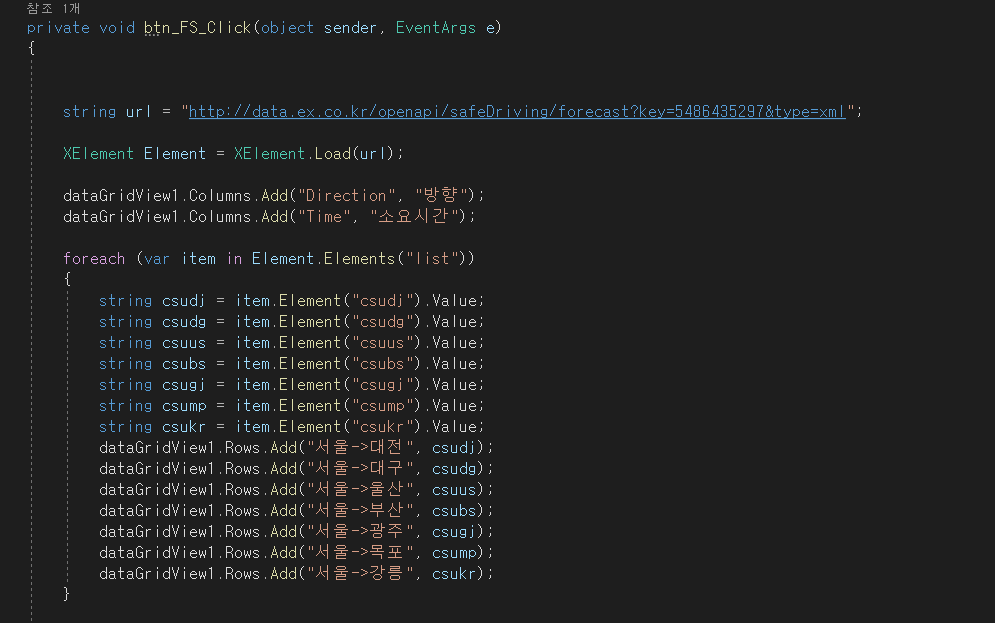 참조 1개
private void btn_FS_Click(object sender, EventArgs e)
{
string url = "http://data.ex.co.kr/openapi/safeDriving/forecast?key=5486435297&type=xml";
XElement Element = XElement.Load(url);
dataGridView1.Columns.Add("Direction", "방향");
dataGridView1.Columns.Add("Time", "소요시간");
foreach (var item in Element.Elements("list"))
{
string csudj = item.Element("csudj").Value;
string csudg = item.Element("csudg").Value;
string csuus = item.Element("csuus").Value;
string csubs = item.Element("csubs").Value;
string csugj = item.Element("csugj").Value;
string csump = item.Element("csump").Value;
string csukr = item.Element("csukr").Value;
dataGridView1.Rows.Add("서울->대전", csudj);
dataGridView1.Rows.Add("서울->대구", csudg);
dataGridView1.Rows.Add("서울->울산", csuus);
dataGridView1.Rows.Add("서울->부산", csubs);
dataGridView1.Rows.Add("서울->광주", csugj);
dataGridView1.Rows.Add("서울->목포", csump);
dataGridView1.Rows.Add("서울->강릉", csukr);
}